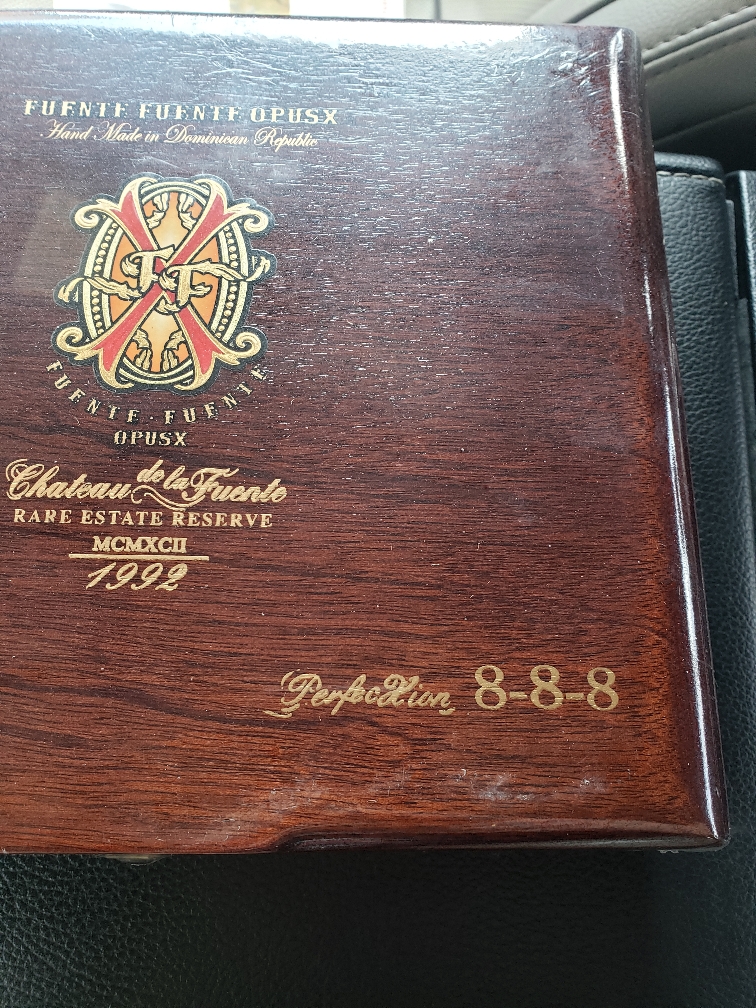 FUENTE FUENTE OPUSX
Hand Made in Dominican Republic
FF
FUENTE · FUENTE
OPUSX
Chateau de la Fuente
RARE ESTATE RESERVE
MCMXCII
1992
PerfecXion 8-8-8